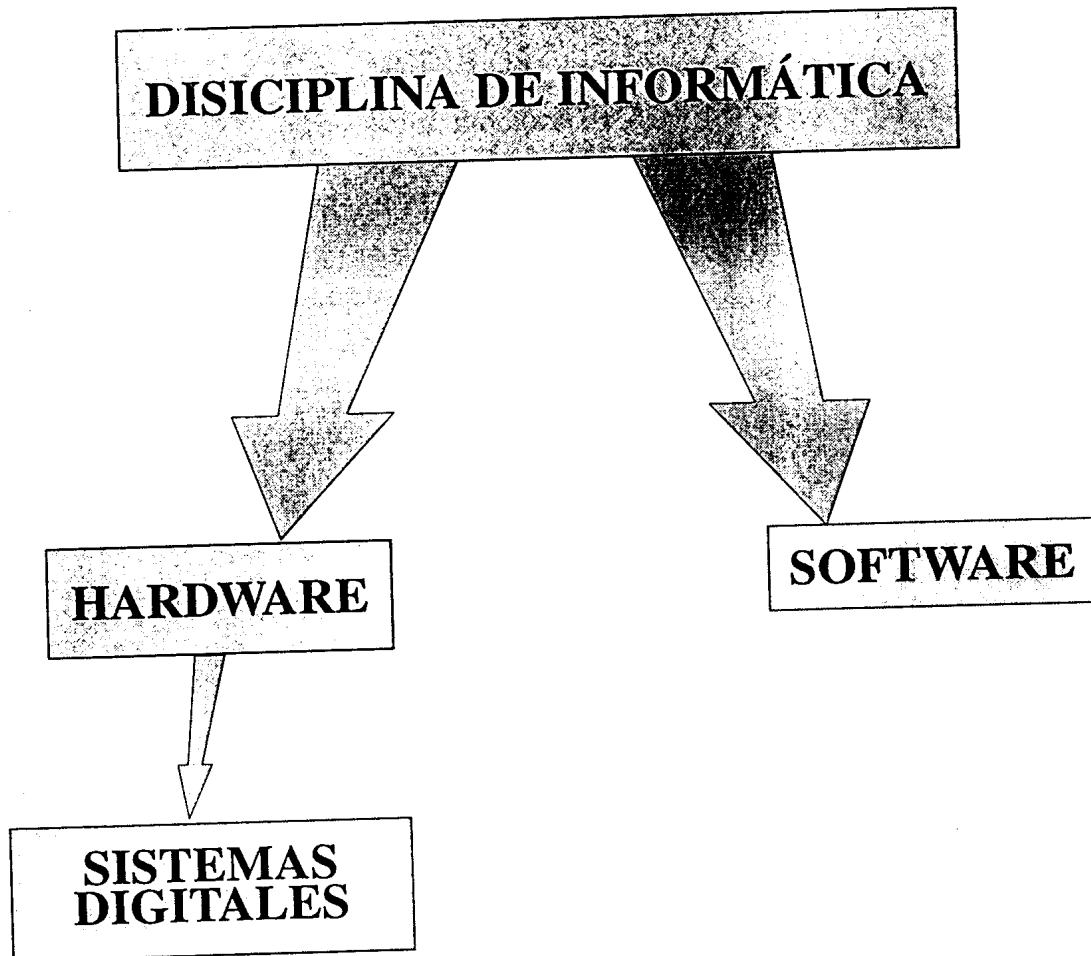 DISICIPLINA DE INFORMÁTICA
HARDWARE
SOFTWARE
SISTEMAS
DIGITALES